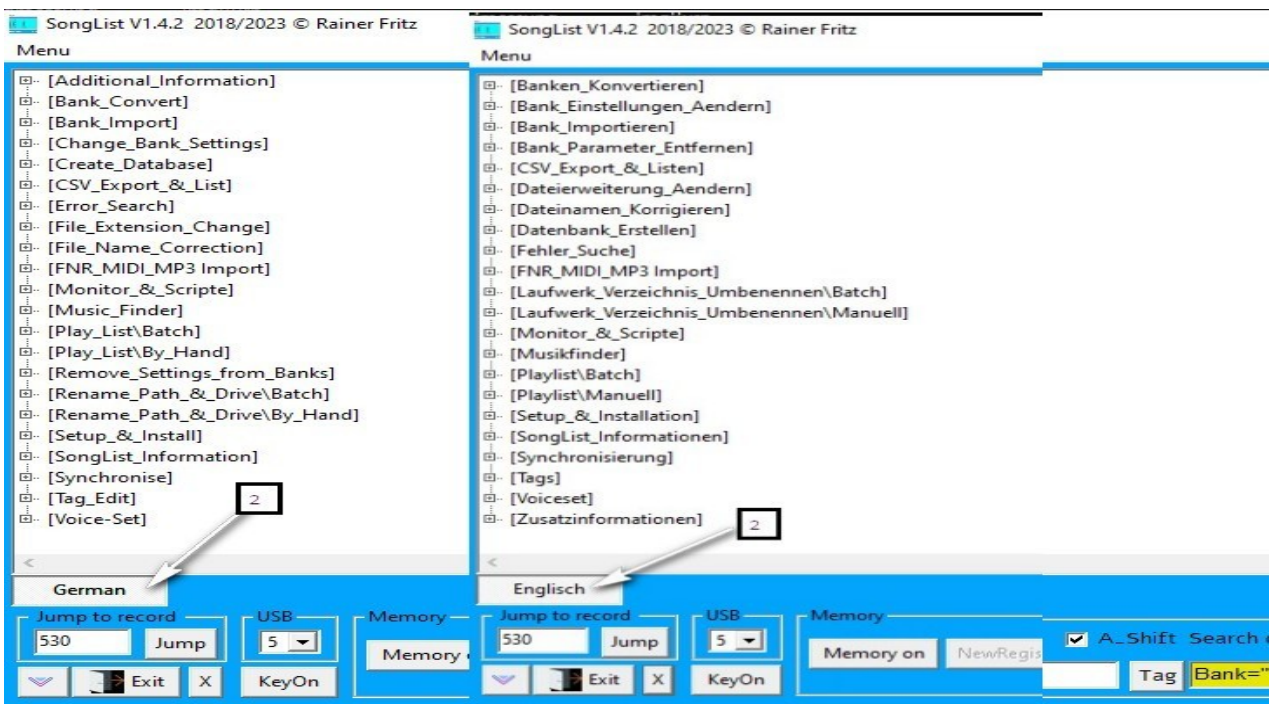 SongList V1.4.2 2018/2023 © Rainer Fritz
Menu
[Additional_Information]
[Bank_Convert]
[Bank_Import]
[Change_Bank_Settings]
[Create_Database]
[CSV_Export_&_List]
[Error_Search]
[File_Extension_Change]
[File_Name_Correction]
[FNR_MIDI_MP3 Import]
[Monitor_&_Scripte]
[Music_Finder]
[Play_List\Batch]
[Play_List\By_Hand]
[Remove_Settings_from_Banks]
[Rename_Path_&_Drive\Batch]
[Rename_Path_&_Drive\By_Hand]
[Setup_&_Install]
[SongList_Information]
[Synchronise]
[Tag_Edit]
[Voice-Set]
2
German
Jump to record
USB
Memory
530
Jump
5
Memory
Exit
X
KeyOn
SongList V1.4.2 2018/2023 © Rainer Fritz
Menu
[Banken_Konvertieren]
[Bank_Einstellungen_Aendern]
[Bank_Importieren]
[Bank_Parameter_Entfernen]
[CSV_Export_&_Listen]
[Dateierweiterung_Aendern]
[Dateinamen_Korrigieren]
[Datenbank_Erstellen]
[Fehler_Suche]
[FNR_MIDI_MP3 Import]
[Laufwerk_Verzeichnis_Umbenennen\Batch]
[Laufwerk_Verzeichnis_Umbenennen\Manuell]
[Monitor_&_Scripte]
[Musikfinder]
[Playlist\Batch]
[Playlist\Manuell]
[Setup_&_Installation]
[SongList_Informationen]
[Synchronisierung]
[Tags]
[Voiceset]
[Zusatzinformationen]
2
Englisch
Jump to record
USB
Memory
530
Jump
5
Memory on
NewRegis
A_Shift Search
Exit
X
KeyOn
Tag
Bank="